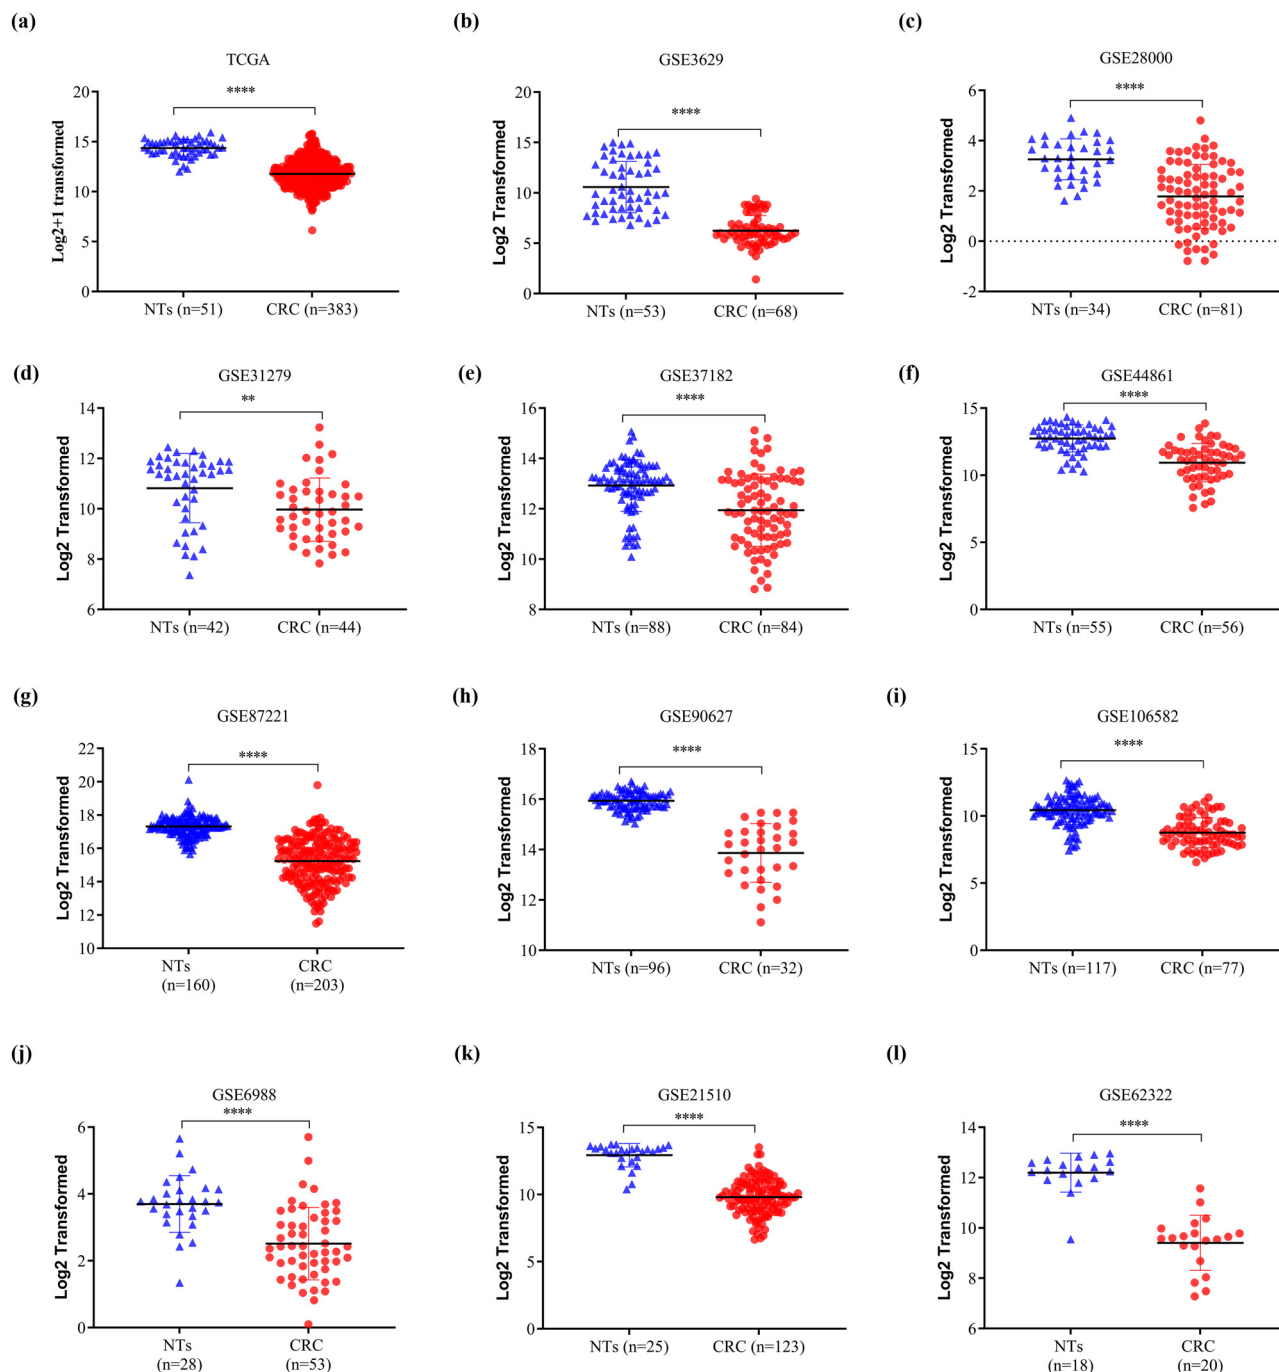 (a)
TCGA
****
Log2+1 transformed
20
15
10
5
0
NTs (n=51) CRC (n=383)
(b)
GSE3629
****
Log2 Transformed
20
15
10
5
0
NTs (n=53) CRC (n=68)
(c)
GSE28000
****
Log2 Transformed
6
4
2
0
-2
NTs (n=34) CRC (n=81)
(d)
GSE31279
**
Log2 Transformed
14
12
10
8
6
NTs (n=42) CRC (n=44)
(e)
GSE37182
****
Log2 Transformed
16
14
12
10
8
NTs (n=88) CRC (n=84)
(f)
GSE44861
****
Log2 Transformed
15
10
5
0
NTs (n=55) CRC (n=56)
(g)
GSE87221
****
Log2 Transformed
22
20
18
16
14
12
10
NTs CRC
(n=160) (n=203)
(h)
GSE90627
****
Log2 Transformed
18
16
14
12
10
NTs (n=96) CRC (n=32)
(i)
GSE106582
****
Log2 Transformed
15
10
5
0
NTs (n=117) CRC (n=77)
(j)
GSE6988
****
Log2 Transformed
6
4
2
0
NTs CRC
(n=28) (n=53)
(k)
GSE21510
****
Log2 Transformed
15
10
5
0
NTs (n=25) CRC (n=123)
(l)
GSE62322
****
Log2 Transformed
14
12
10
8
6
NTs CRC
(n=18) (n=20)